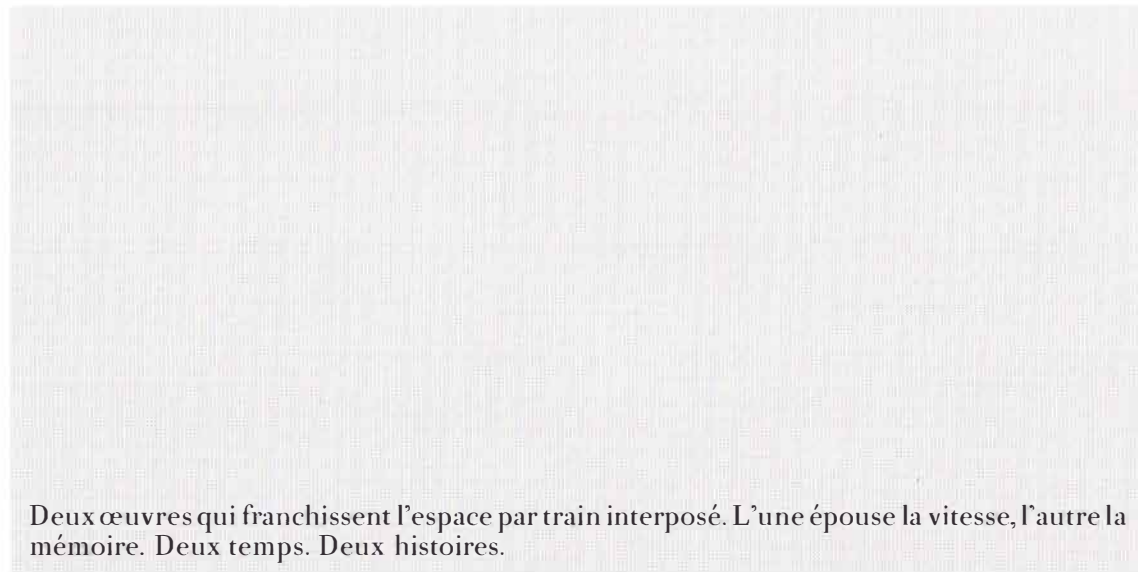 Deux œuvres qui franchissent l’espace par train interposé. L’une épouse la vitesse, l’autre la
mémoire. Deux temps. Deux histoires.